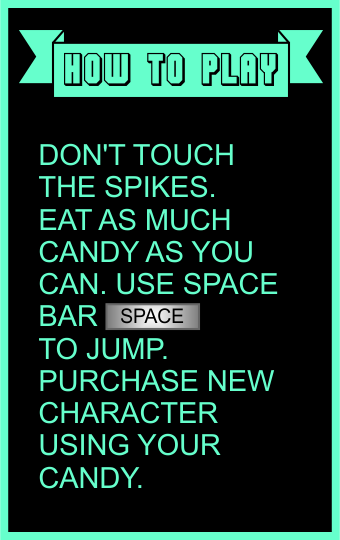 HOW TO PLAY
DON'T TOUCH
THE SPIKES.
EAT AS MUCH
CANDY AS YOU
CAN. USE SPACE
BAR SPACE
TO JUMP.
PURCHASE NEW
CHARACTER
USING YOUR
CANDY.